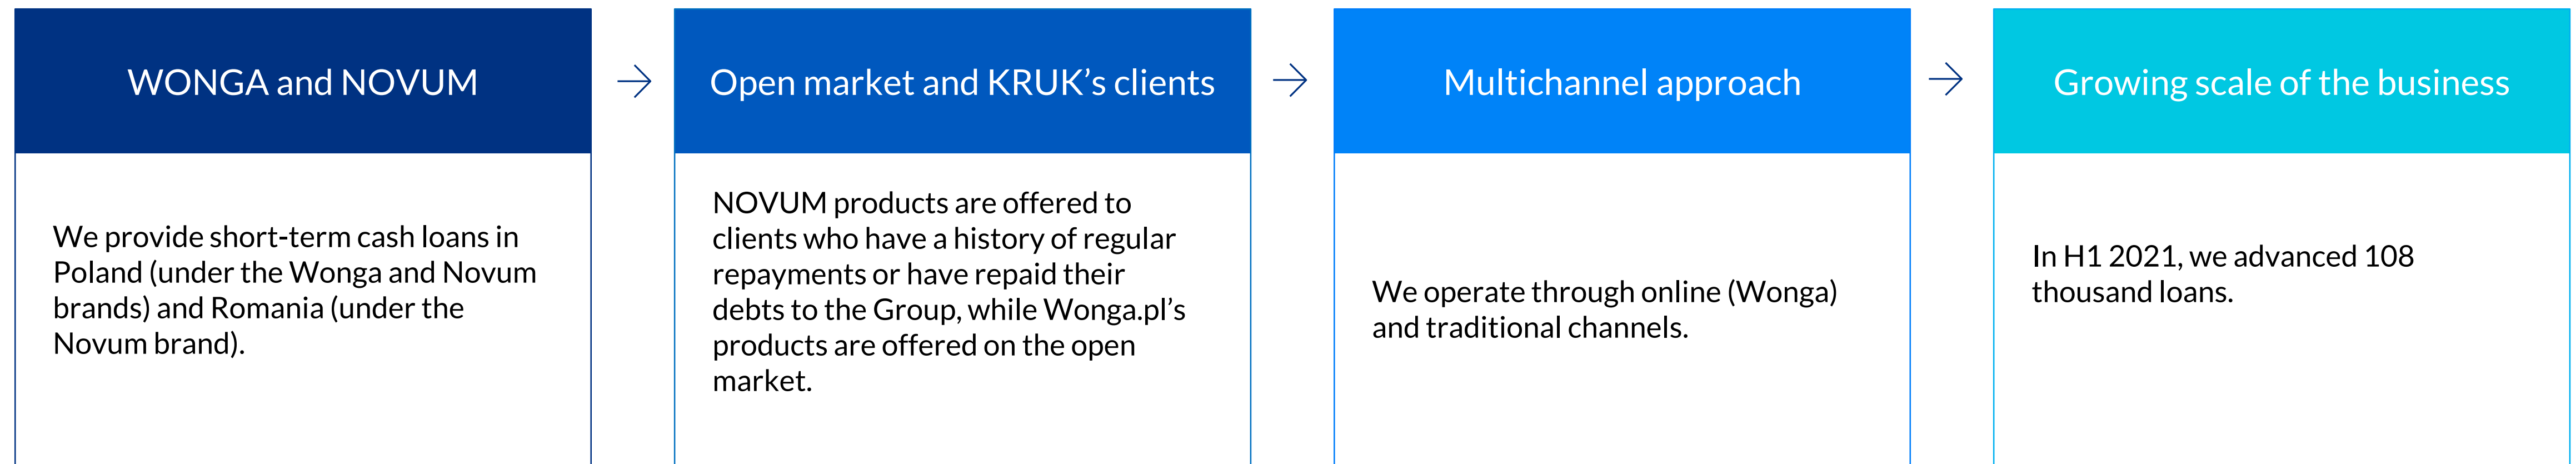 WONGA and NOVUM
We provide short-term cash loans in
Poland (under the Wonga and Novum
brands) and Romania (under the
Novum brand).
Open market and KRUK’s clients
NOVUM products are offered to
clients who have a history of regular
repayments or have repaid their
debts to the Group, while Wonga.pl’s
products are offered on the open
market.
Multichannel approach
We operate through online (Wonga)
and traditional channels.
Growing scale of the business
In H1 2021, we advanced 108
thousand loans.